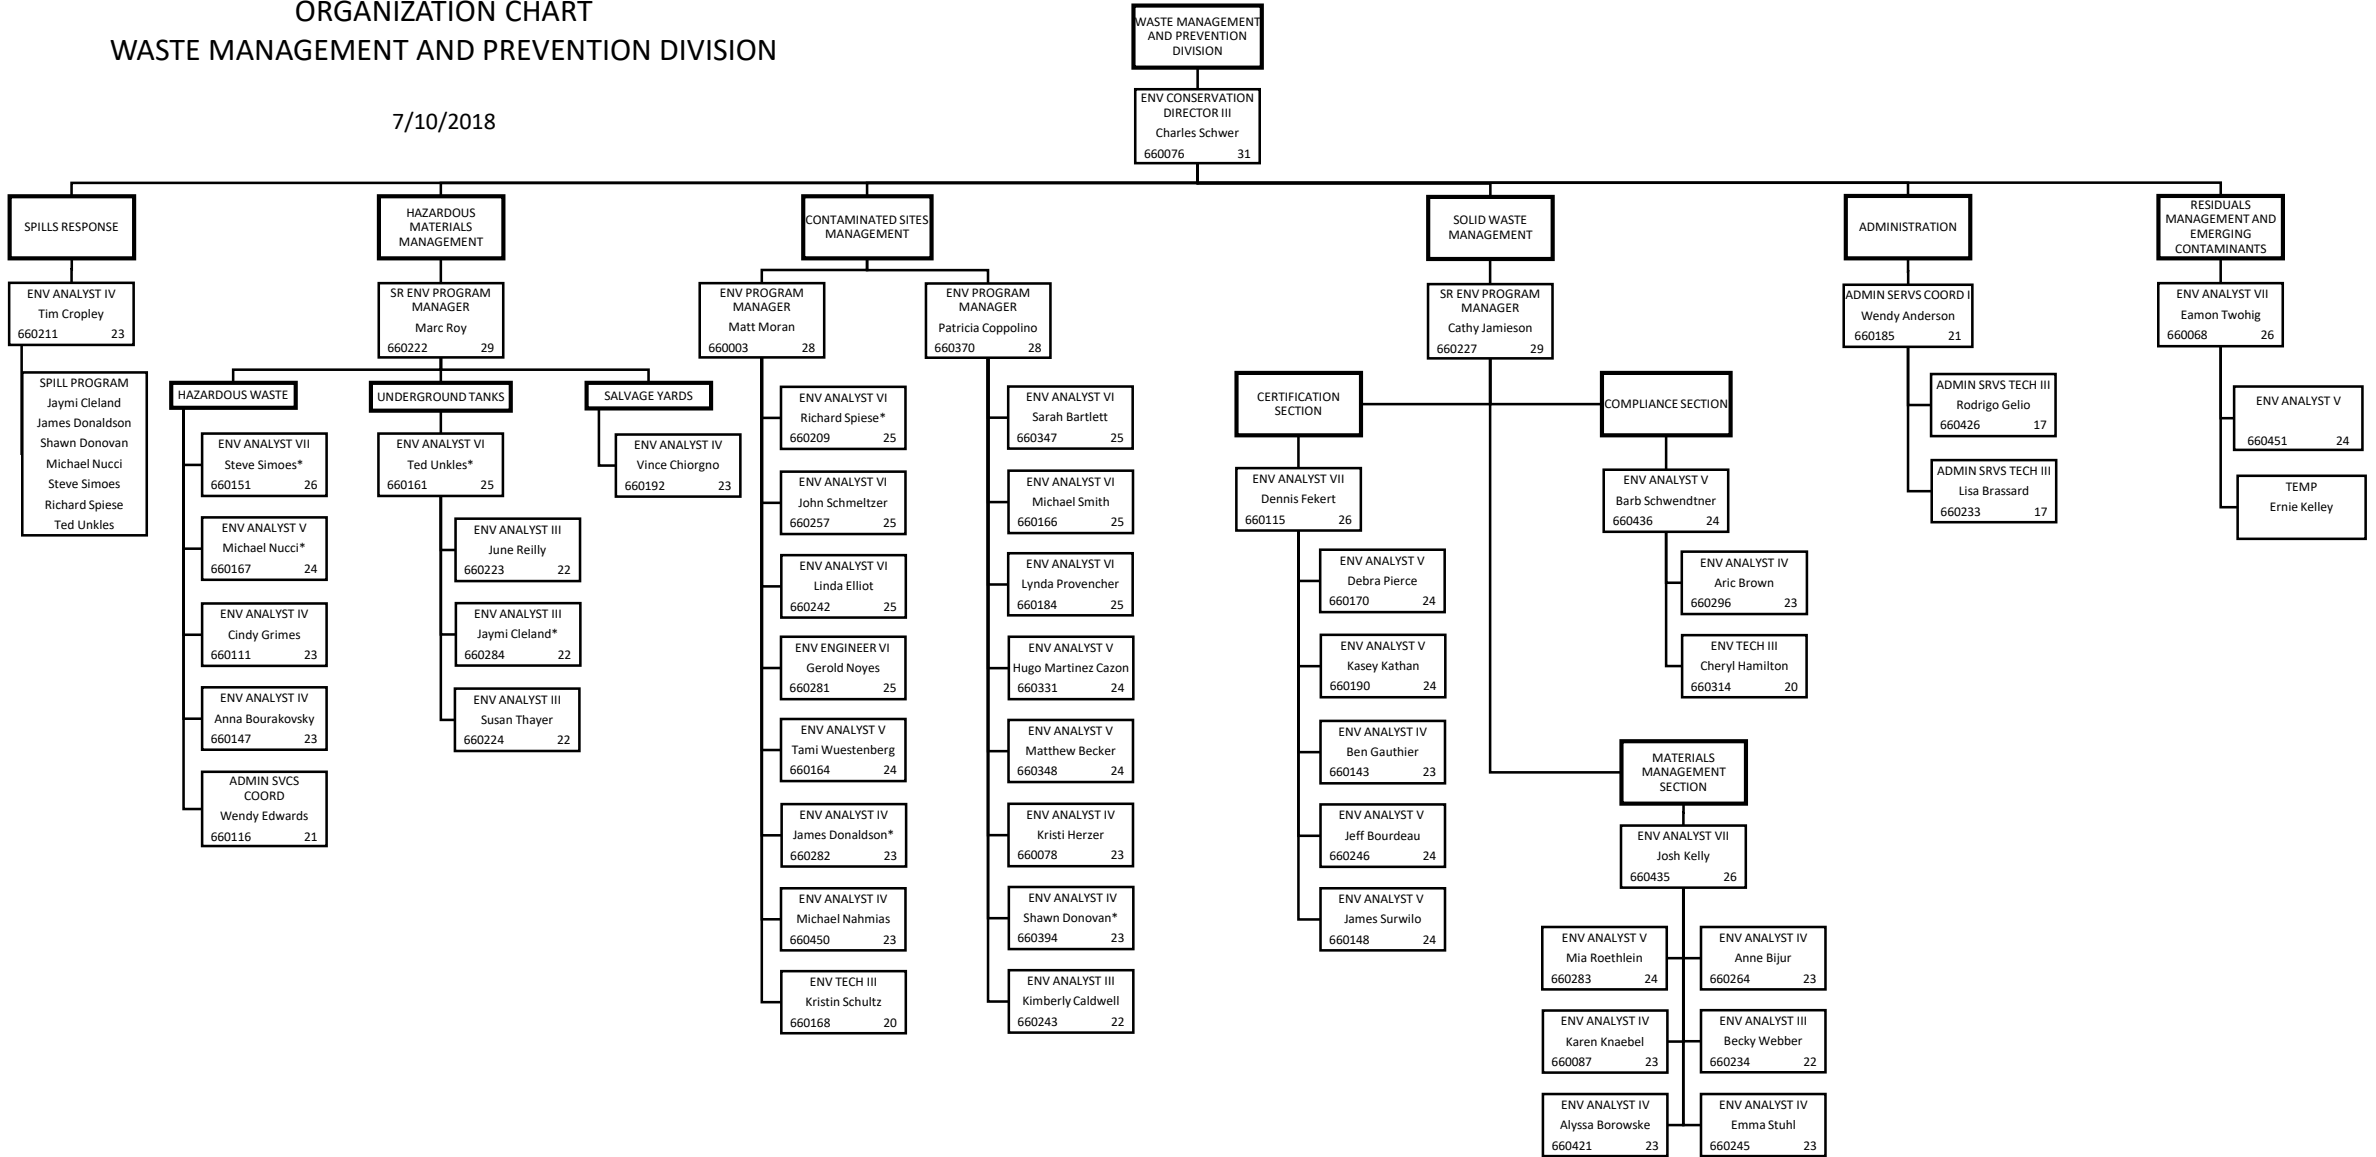 ORGANIZATION CHART
WASTE MANAGEMENT AND PREVENTION DIVISION
7/10/2018
WASTE MANAGEMENT
AND PREVENTION
DIVISION
ENV CONSERVATION
DIRECTOR III
Charles Schwer
660076 31
SPILLS RESPONSE
ENV ANALYST IV
Tim Cropley
660211 23
SPILL PROGRAM
Jaymi Cleland
James Donaldson
Shawn Donovan
Michael Nucci
Steve Simoes
Richard Spiese
Ted Unkles
HAZARDOUS
MATERIALS
MANAGEMENT
SR ENV PROGRAM
MANAGER
Marc Roy
660222 29
HAZARDOUS WASTE
ENV ANALYST VII
Steve Simoes*
660151 26
ENV ANALYST V
Michael Nucci*
660167 24
ENV ANALYST IV
Cindy Grimes
660111 23
ENV ANALYST IV
Anna Bourakovsky
660147 23
ADMIN SVCS
COORD
Wendy Edwards
660116 21
UNDERGROUND TANKS
ENV ANALYST VI
Ted Unkles*
660161 25
ENV ANALYST III
June Reilly
660223 22
ENV ANALYST III
Jaymi Cleland*
660284 22
ENV ANALYST III
Susan Thayer
660224 22
SALVAGE YARDS
ENV ANALYST IV
Vince Chiorgno
660192 23
CONTAMINATED SITES
MANAGEMENT
ENV PROGRAM
MANAGER
Matt Moran
660003 28
ENV ANALYST VI
Richard Spiese*
660209 25
ENV ANALYST VI
John Schmeltzer
660257 25
ENV ANALYST VI
Linda Elliot
660242 25
ENV ENGINEER VI
Gerold Noyes
660281 25
ENV ANALYST V
Tami Wuestenberg
660164 24
ENV ANALYST IV
James Donaldson*
660282 23
ENV ANALYST IV
Michael Nahmias
660450 23
ENV TECH III
Kristin Schultz
660168 20
ENV PROGRAM
MANAGER
Patricia Coppolino
660370 28
ENV ANALYST VI
Sarah Bartlett
660347 25
ENV ANALYST VI
Michael Smith
660166 25
ENV ANALYST VI
Lynda Provencher
660184 25
ENV ANALYST V
Hugo Martinez Cazon
660331 24
ENV ANALYST V
Matthew Becker
660348 24
ENV ANALYST IV
Kristi Herzer
660078 23
ENV ANALYST IV
Shawn Donovan*
660394 23
ENV ANALYST III
Kimberly Caldwell
660243 22
SOLID WASTE
MANAGEMENT
SR ENV PROGRAM
MANAGER
Cathy Jamieson
660227 29
CERTIFICATION
SECTION
ENV ANALYST VII
Dennis Fekert
660115 26
ENV ANALYST V
Debra Pierce
660170 24
ENV ANALYST V
Kasey Kathan
660190 24
ENV ANALYST IV
Ben Gauthier
660143 23
ENV ANALYST V
Jeff Bourdeau
660246 24
ENV ANALYST V
James Surwilo
660148 24
COMPLIANCE SECTION
ENV ANALYST V
Barb Schwendtner
660436 24
ENV ANALYST IV
Aric Brown
660296 23
ENV TECH III
Cheryl Hamilton
660314 20
MATERIALS
MANAGEMENT
SECTION
ENV ANALYST VII
Josh Kelly
660435 26
ENV ANALYST V
Mia Roethlein
660283 24
ENV ANALYST IV
Anne Bijur
660264 23
ENV ANALYST IV
Karen Knaebel
660087 23
ENV ANALYST III
Becky Webber
660234 22
ENV ANALYST IV
Alyssa Borowske
660421 23
ENV ANALYST IV
Emma Stuhl
660245 23
ADMINISTRATION
ADMIN SERVS COORD I
Wendy Anderson
660185 21
ADMIN SRVS TECH III
Rodrigo Gelio
660426 17
ADMIN SRVS TECH III
Lisa Brassard
660233 17
RESIDUALS
MANAGEMENT AND
EMERGING
CONTAMINANTS
ENV ANALYST VII
Eamon Twohig
660068 26
ENV ANALYST V
660451 24
TEMP
Ernie Kelley